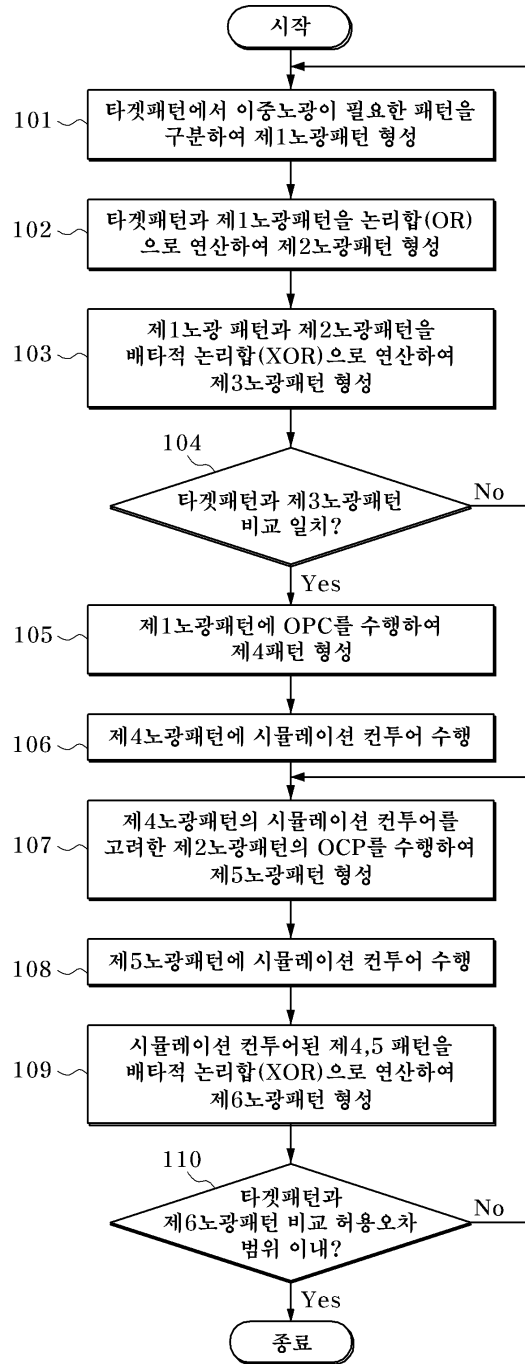 시작
101
타겟패턴에서 이중노광이 필요한 패턴을
구분하여 제1노광패턴 형성
102
타겟패턴과 제1노광패턴을 논리합(OR)
으로 연산하여 제2노광패턴 형성
103
제1노광 패턴과 제2노광패턴을
배타적 논리합(XOR)으로 연산하여
제3노광패턴 형성
104
타겟패턴과 제3노광패턴
비교 일치?
No
Yes
105
제1노광패턴에 OPC를 수행하여
제4패턴 형성
106
제4노광패턴에 시뮬레이션 컨투어 수행
107
제4노광패턴의 시뮬레이션 컨투어를
고려한 제2노광패턴의 OCP를 수행하여
제5노광패턴 형성
108
제5노광패턴에 시뮬레이션 컨투어 수행
109
시뮬레이션 컨투어된 제4,5 패턴을
배타적 논리합(XOR)으로 연산하여
제6노광패턴 형성
110
타겟패턴과
제6노광패턴 비교 허용오차
범위 이내?
No
Yes
종료